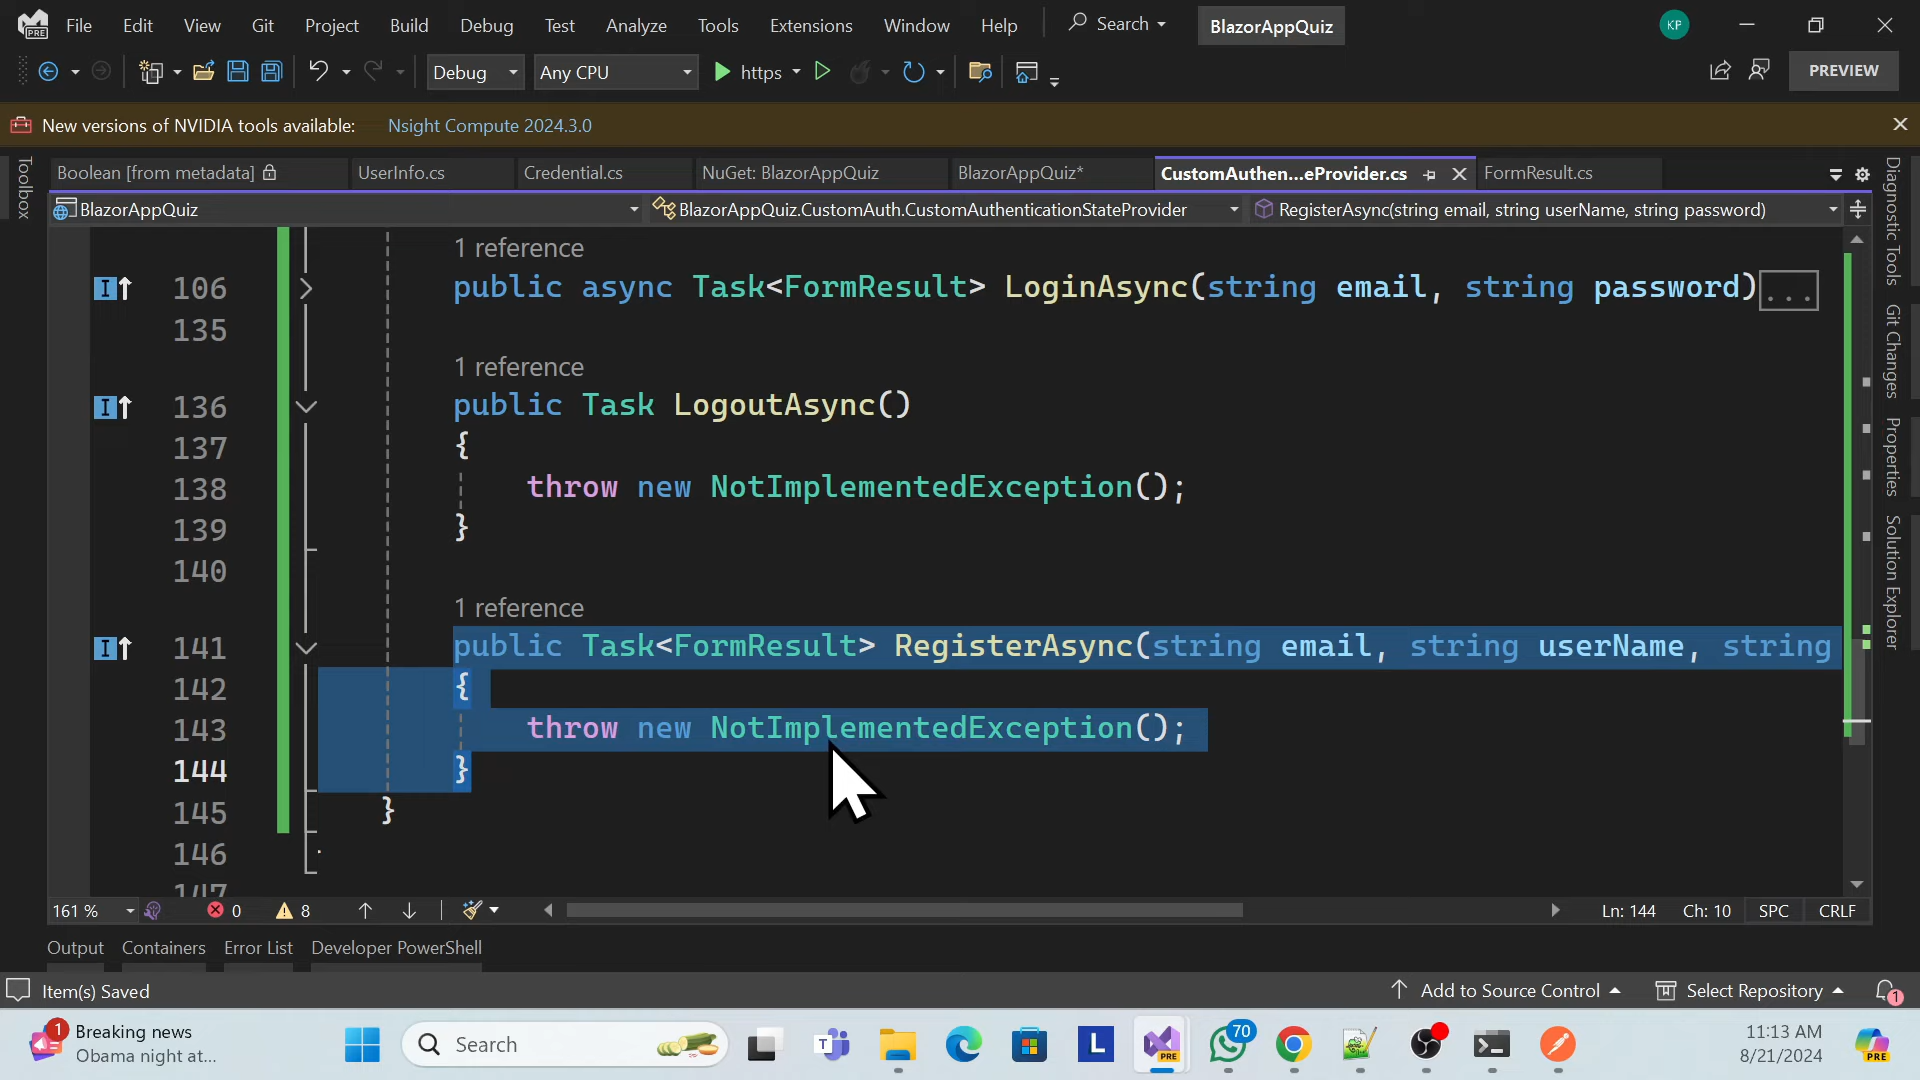 File Edit View Git Project Build Debug Test Analyze Tools Extensions Window Help Search BlazorAppQuiz KP
Debug Any CPU https PREVIEW
New versions of NVIDIA tools available: Nsight Compute 2024.3.0
Boolean [from metadata] UserInfo.cs Credential.cs NuGet: BlazorAppQuiz BlazorAppQuiz* CustomAuthen...eProvider.cs FormResult.cs
BlazorAppQuiz BlazorAppQuiz.CustomAuth.CustomAuthenticationStateProvider RegisterAsync(string email, string userName, string password)
Toolbox
Diagnostic Tools
Git Changes
Properties
Solution Explorer
1 reference
106 public async Task<FormResult> LoginAsync(string email, string password)...
135
1 reference
136 public Task LogoutAsync()
137 {
138 throw new NotImplementedException();
139 }
140
1 reference
141 public Task<FormResult> RegisterAsync(string email, string userName, string
142 {
143 throw new NotImplementedException();
144 }
145 }
146
147
161 % 0 8 Ln: 144 Ch: 10 SPC CRLF
Output Containers Error List Developer PowerShell
Item(s) Saved Add to Source Control Select Repository 1
1 Breaking news
Obama night at...
Search
L
PRE
70
11:13 AM
8/21/2024
PRE